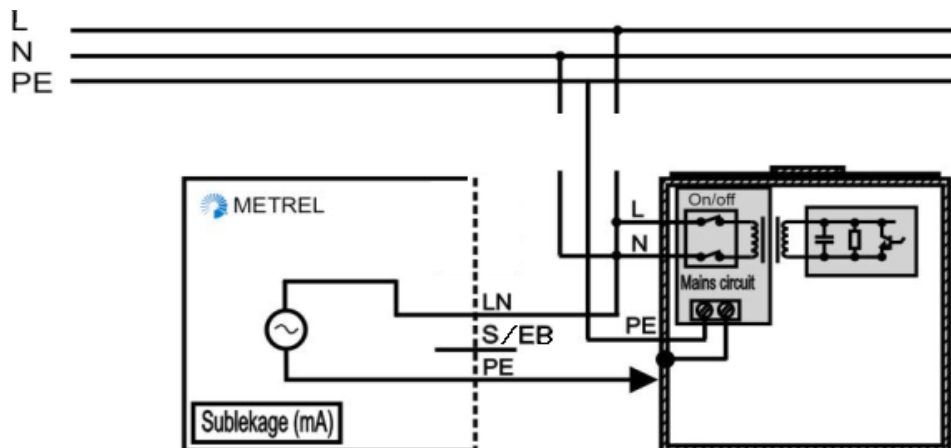 L
N
PE
METREL
On/off
L
N
Mains circuit
LN
PE
S/EB
PE
Sublekage (mA)